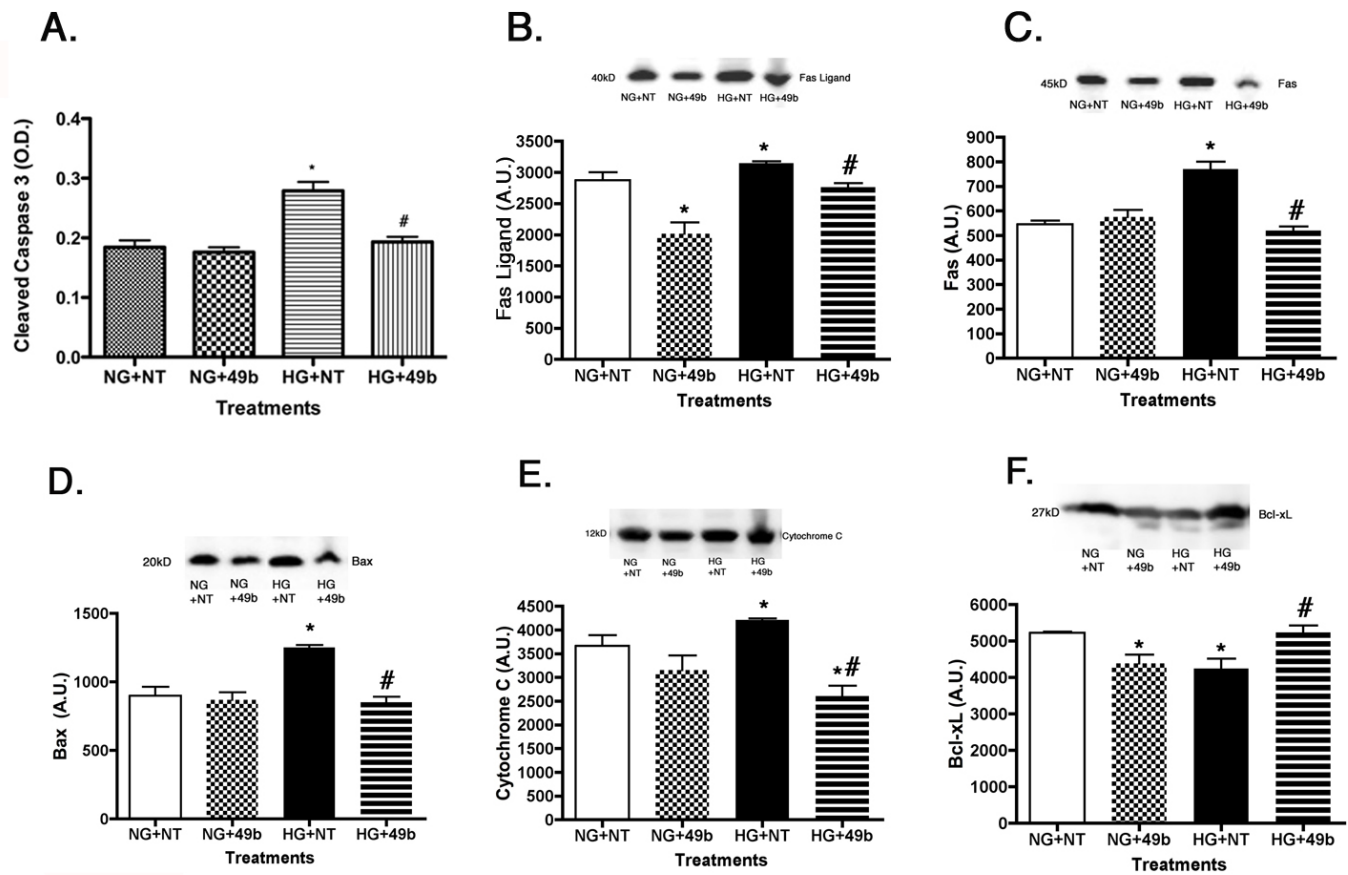 A.
Cleaved Caspase 3 (O.D.)
0.4
0.3
0.2
0.1
0.0
*
#
NG+NT NG+49b HG+NT HG+49b
Treatments
B.
40kD Fas Ligand
NG+NT NG+49b HG+NT HG+49b
Fas Ligand (A.U.)
3500
3000
2500
2000
1500
1000
500
0
*
*
#
NG+NT NG+49b HG+NT HG+49b
Treatments
C.
45kD Fas
NG+NT NG+49b HG+NT HG+49b
Fas (A.U.)
900
800
700
600
500
400
300
200
100
0
*
#
NG+NT NG+49b HG+NT HG+49b
Treatments
D.
20kD Bax
NG NG HG HG
+NT +49b +NT +49b
Bax (A.U.)
1500
1000
500
0
*
#
NG+NT NG+49b HG+NT HG+49b
Treatments
E.
12kD Cytochrome C
NG NG HG HG
+NT +49b +NT +49b
Cytochrome C (A.U.)
4500
4000
3500
3000
2500
2000
1500
1000
500
0
*
*#
NG+NT NG+49b HG+NT HG+49b
Treatments
F.
27kD Bcl-xL
NG NG HG HG
+NT +49b +NT +49b
Bcl-xL (A.U.)
6000
5000
4000
3000
2000
1000
0
*
*
#
NG+NT NG+49b HG+NT HG+49b
Treatments